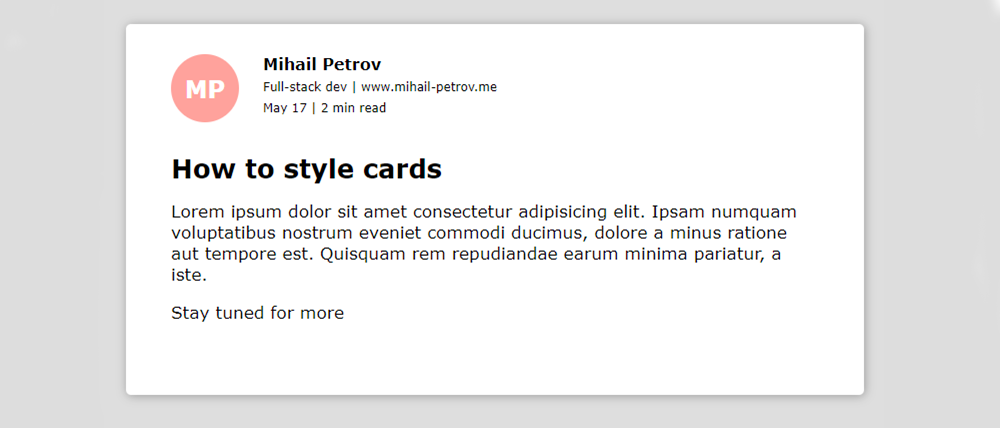 MP
Mihail Petrov
Full-stack dev | www.mihail-petrov.me
May 17 | 2 min read
How to style cards
Lorem ipsum dolor sit amet consectetur adipisicing elit. Ipsam numquam
voluptatibus nostrum eveniet commodi ducimus, dolore a minus ratione
aut tempore est. Quisquam rem repudiandae earum minima pariatur, a
iste.
Stay tuned for more